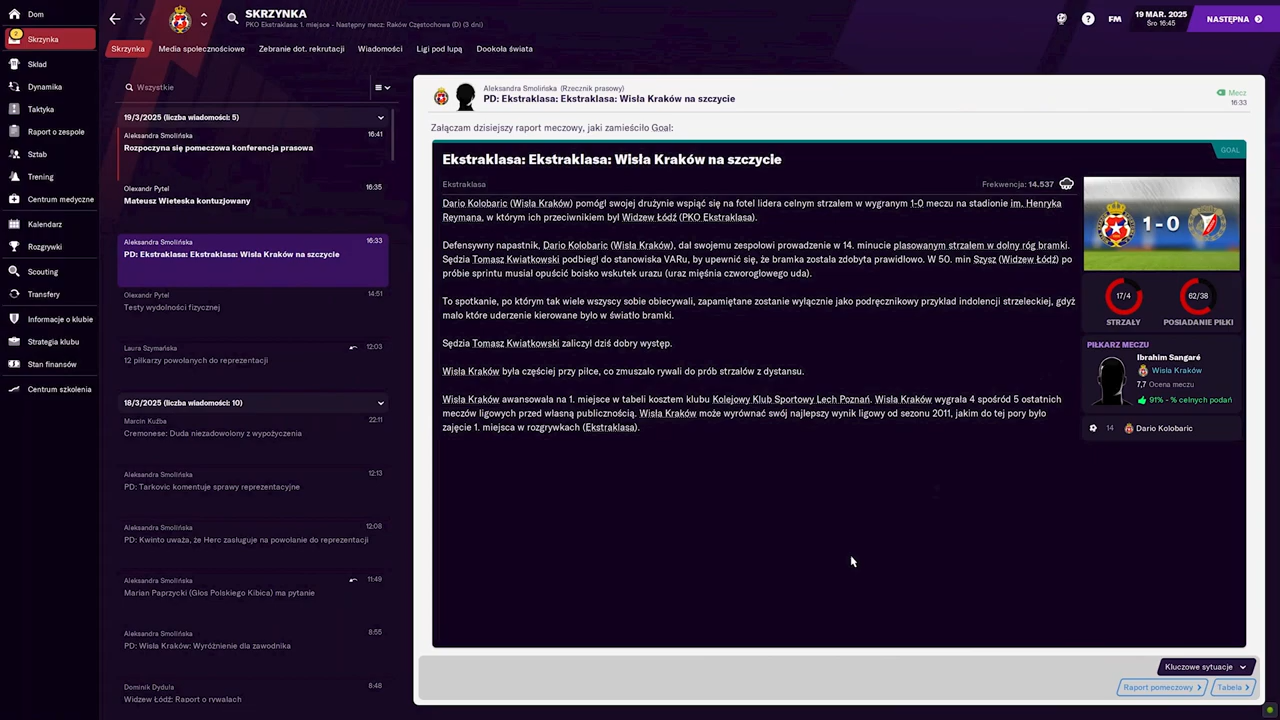 Dom
Skrzynka
2
Skład
Dynamika
Taktyka
Raport o zespole
Sztab
Trening
Centrum medyczne
Kalendarz
Rozgrywki
Scouting
Transfery
Informacje o klubie
Strategia klubu
Stan finansów
Centrum szkolenia
SKRZYNKA
PKO Ekstraklasa: 1. miejsce - Następny mecz: Raków Częstochowa (D) (3 dni)
FM
19 MAR. 2025
Śro 16:45
NASTĘPNA
Skrzynka
Media społecznościowe
Zebranie dot. rekrutacji
Wiadomości
Ligi pod lupą
Dookoła świata
Wszystkie
19/3/2025 (liczba wiadomości: 5)
Aleksandra Smolińska 16:41
Rozpoczyna się pomeczowa konferencja prasowa
Olexandr Pytel 16:35
Mateusz Wieteska kontuzjowany
Aleksandra Smolińska 16:33
PD: Ekstraklasa: Ekstraklasa: Wisła Kraków na szczycie
Olexandr Pytel 14:51
Testy wydolności fizycznej
Laura Szymańska 12:03
12 piłkarzy powołanych do reprezentacji
18/3/2025 (liczba wiadomości: 10)
Marcin Kuźba 22:11
Cremonese: Duda niezadowolony z wypożyczenia
Aleksandra Smolińska 12:13
PD: Tarkovic komentuje sprawy reprezentacyjne
Aleksandra Smolińska 12:08
PD: Kwinto uważa, że Herc zasługuje na powołanie do reprezentacji
Aleksandra Smolińska 11:49
Marian Paprzycki (Głos Polskiego Kibica) ma pytanie
Aleksandra Smolińska 8:55
PD: Wisła Kraków: Wyróżnienie dla zawodnika
Dominik Dyduła 8:48
Widzew Łódź: Raport o rywalach
Aleksandra Smolińska (Rzecznik prasowy)
PD: Ekstraklasa: Ekstraklasa: Wisła Kraków na szczycie
Mecz
16:33
Załączam dzisiejszy raport meczowy, jaki zamieściło Goal:
Ekstraklasa: Ekstraklasa: Wisła Kraków na szczycie
GOAL
Ekstraklasa
Frekwencja: 14.537
Dario Kolobaric (Wisła Kraków) pomógł swojej drużynie wspiąć się na fotel lidera celnym strzałem w wygranym 1-0 meczu na stadionie im. Henryka
Reymana, w którym ich przeciwnikiem był Widzew Łódź (PKO Ekstraklasa).
Defensywny napastnik, Dario Kolobaric (Wisła Kraków), dał swojemu zespołowi prowadzenie w 14. minucie plasowanym strzałem w dolny róg bramki.
Sędzia Tomasz Kwiatkowski podbiegł do stanowiska VARu, by upewnić się, że bramka została zdobyta prawidłowo. W 50. min Szysz (Widzew Łódź) po
próbie sprintu musiał opuścić boisko wskutek urazu (uraz mięśnia czworogłowego uda).
To spotkanie, po którym tak wiele wszyscy sobie obiecywali, zapamiętane zostanie wyłącznie jako podręcznikowy przykład indolencji strzeleckiej, gdyż
mało które uderzenie kierowane było w światło bramki.
Sędzia Tomasz Kwiatkowski zaliczył dziś dobry występ.
Wisła Kraków była częściej przy piłce, co zmuszało rywali do prób strzałów z dystansu.
Wisła Kraków awansowała na 1. miejsce w tabeli kosztem klubu Kolejowy Klub Sportowy Lech Poznań. Wisła Kraków wygrała 4 spośród 5 ostatnich
meczów ligowych przed własną publicznością. Wisła Kraków może wyrównać swój najlepszy wynik ligowy od sezonu 2011, jakim do tej pory było
zajęcie 1. miejsca w rozgrywkach (Ekstraklasa).
1-0
17/4
STRZAŁY
62/38
POSIADANIE PIŁKI
PIŁKARZ MECZU
Ibrahim Sangaré
Wisła Kraków
7,7 Ocena meczu
91% - % celnych podań
14 Dario Kolobaric
Kluczowe sytuacje
Raport pomeczowy
Tabela